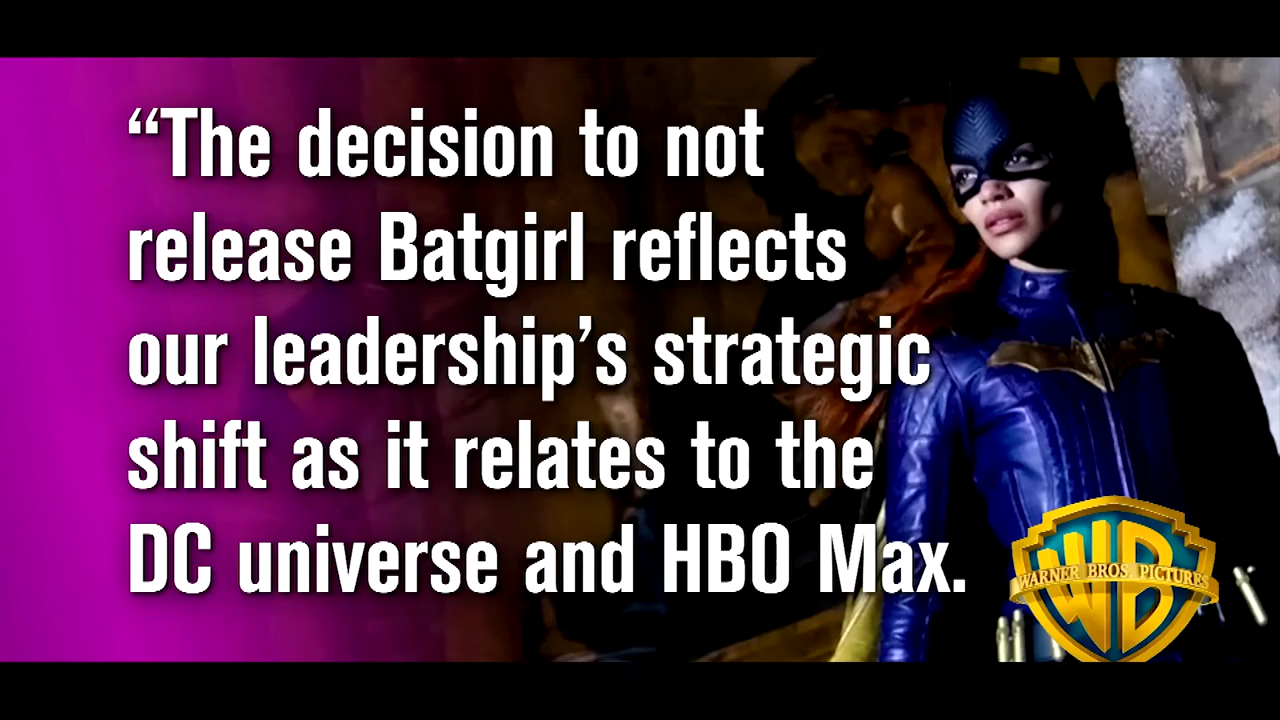 “The decision to not
release Batgirl reflects
our leadership’s strategic
shift as it relates to the
DC universe and HBO Max.
WB
WARNER BROS. PICTURES